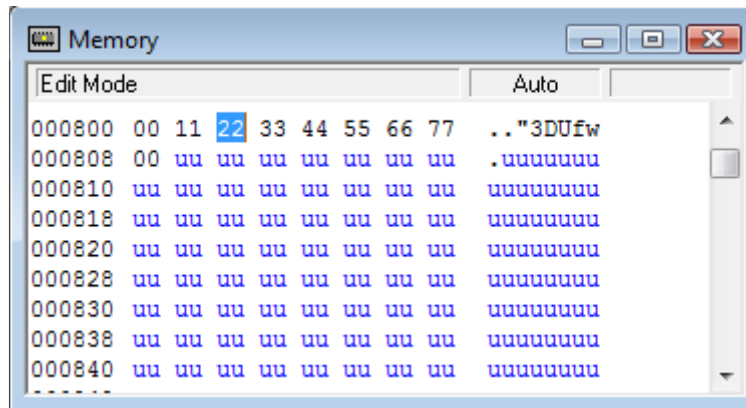 Memory
Edit Mode Auto
000800 00 11 22 33 44 55 66 77 .."3DUfw
000808 00 uu uu uu uu uu uu uu .uuuuuuu
000810 uu uu uu uu uu uu uu uu uuuuuuuu
000818 uu uu uu uu uu uu uu uu uuuuuuuu
000820 uu uu uu uu uu uu uu uu uuuuuuuu
000828 uu uu uu uu uu uu uu uu uuuuuuuu
000830 uu uu uu uu uu uu uu uu uuuuuuuu
000838 uu uu uu uu uu uu uu uu uuuuuuuu
000840 uu uu uu uu uu uu uu uu uuuuuuuu